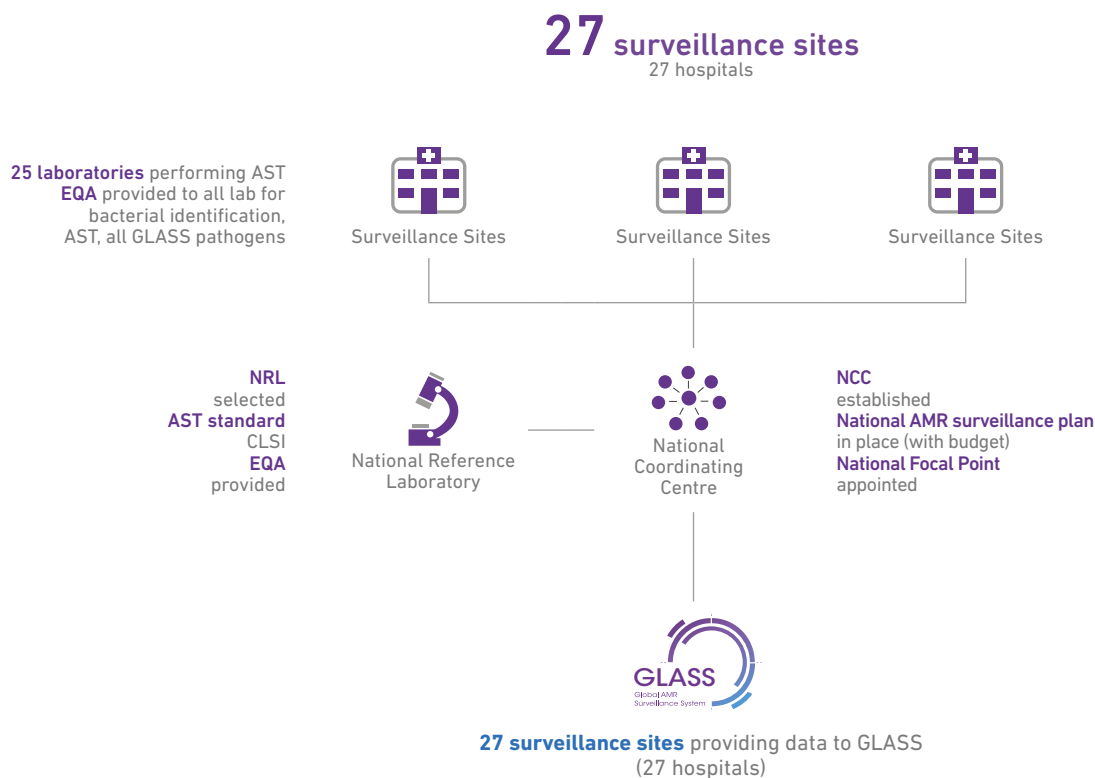 27 surveillance sites
27 hospitals
25 laboratories performing AST
EQA provided to all lab for
bacterial identification,
AST, all GLASS pathogens
Surveillance Sites
Surveillance Sites
Surveillance Sites
NRL
selected
AST standard
CLSI
EQA
provided
National Reference
Laboratory
National
Coordinating
Centre
NCC
established
National AMR surveillance plan
in place (with budget)
National Focal Point
appointed
GLASS
Global AMR
Surveillance System
27 surveillance sites providing data to GLASS
(27 hospitals)